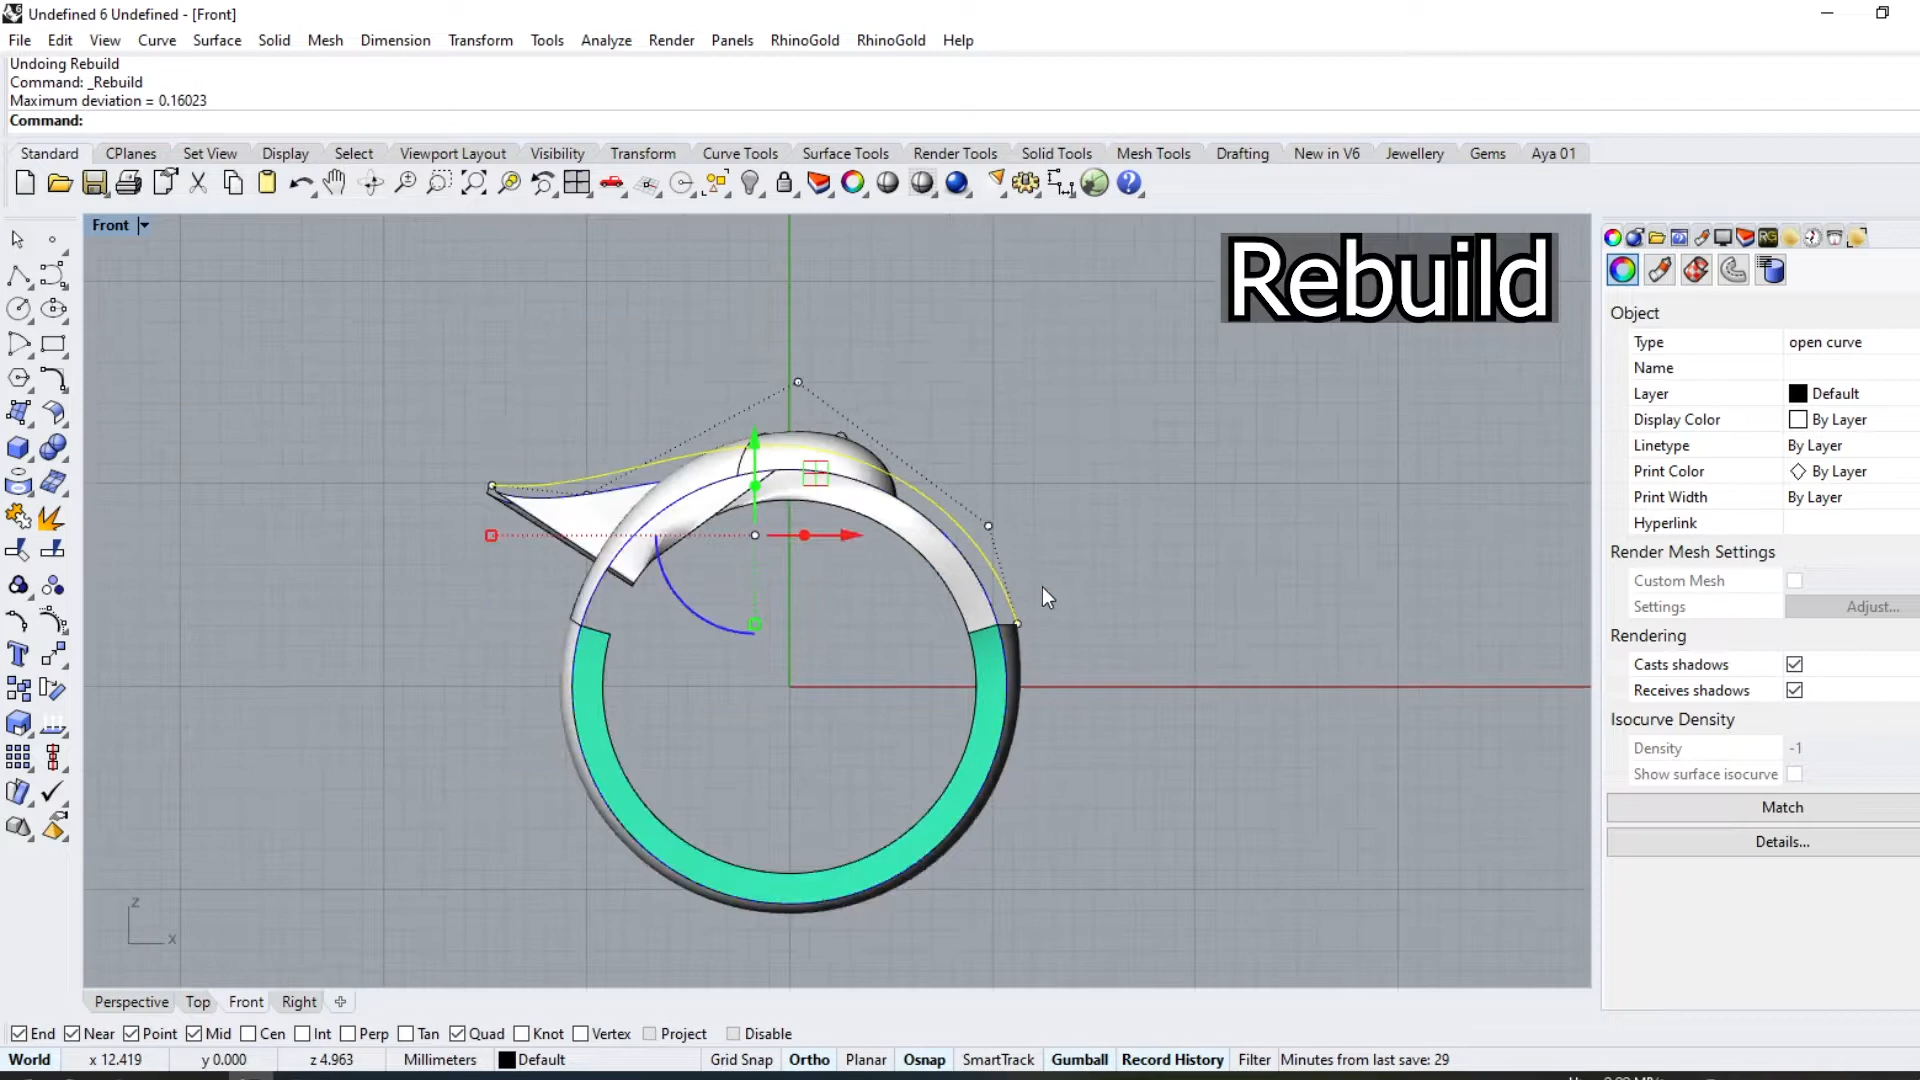 Undefined 6 Undefined - [Front]
File Edit View Curve Surface Solid Mesh Dimension Transform Tools Analyze Render Panels RhinoGold RhinoGold Help
Undoing Rebuild
Command: _Rebuild
Maximum deviation = 0.16023
Command:
Standard CPlanes Set View Display Select Viewport Layout Visibility Transform Curve Tools Surface Tools Render Tools Solid Tools Mesh Tools Drafting New in V6 Jewellery Gems Aya 01
Front
Rebuild
RG
Object
Type open curve
Name
Layer Default
Display Color By Layer
Linetype By Layer
Print Color By Layer
Print Width By Layer
Hyperlink
Render Mesh Settings
Custom Mesh
Settings Adjust...
Rendering
Casts shadows
Receives shadows
Isocurve Density
Density -1
Show surface isocurve
Match
Details...
z
x
Perspective Top Front Right
End Near Point Mid Cen Int Perp Tan Quad Knot Vertex Project Disable
World x 12.419 y 0.000 z 4.963 Millimeters Default Grid Snap Ortho Planar Osnap SmartTrack Gumball Record History Filter Minutes from last save: 29